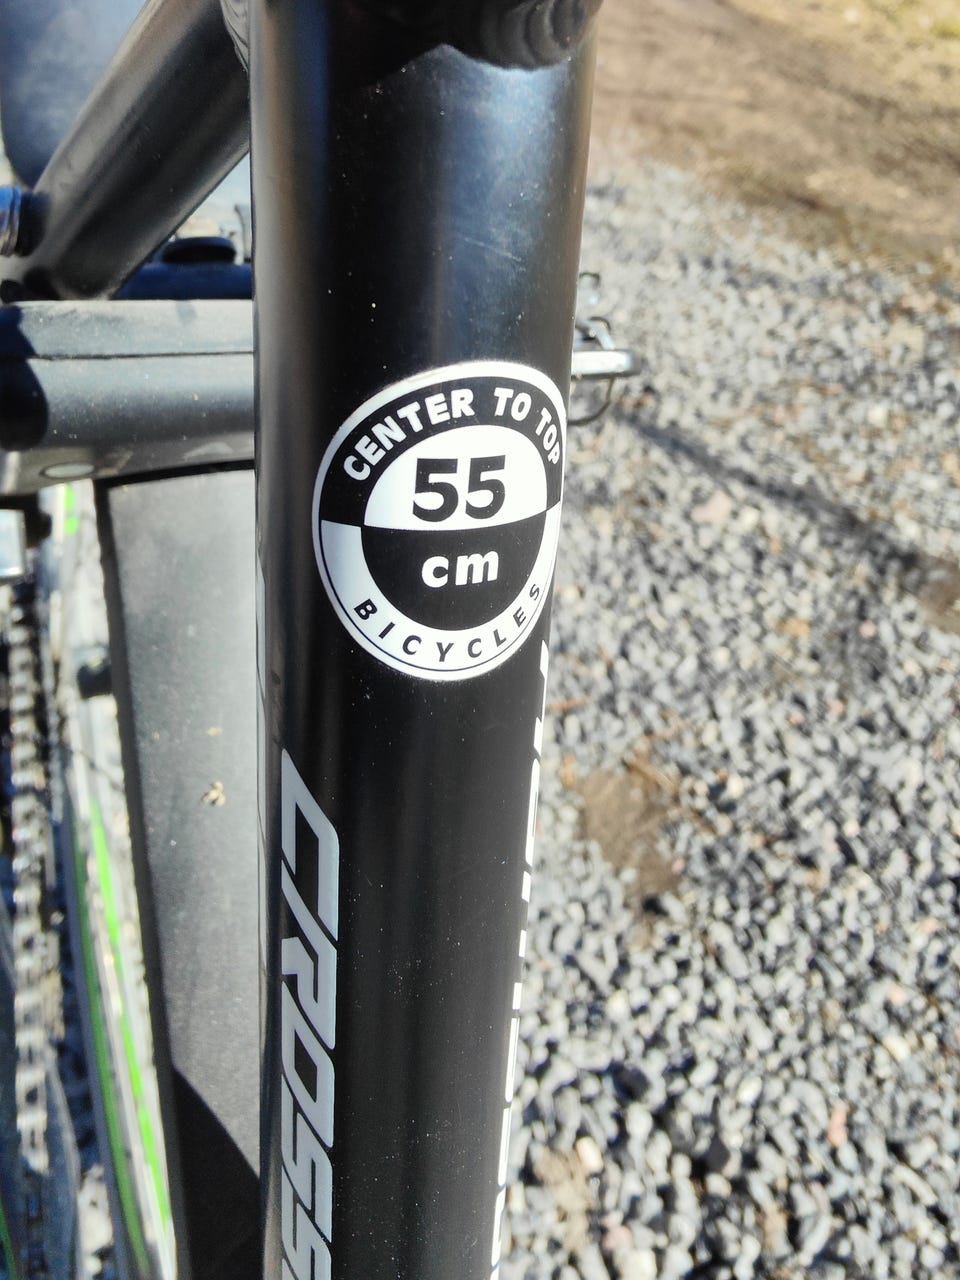 CENTER TO TOP
55
cm
BICYCLES
CROSS